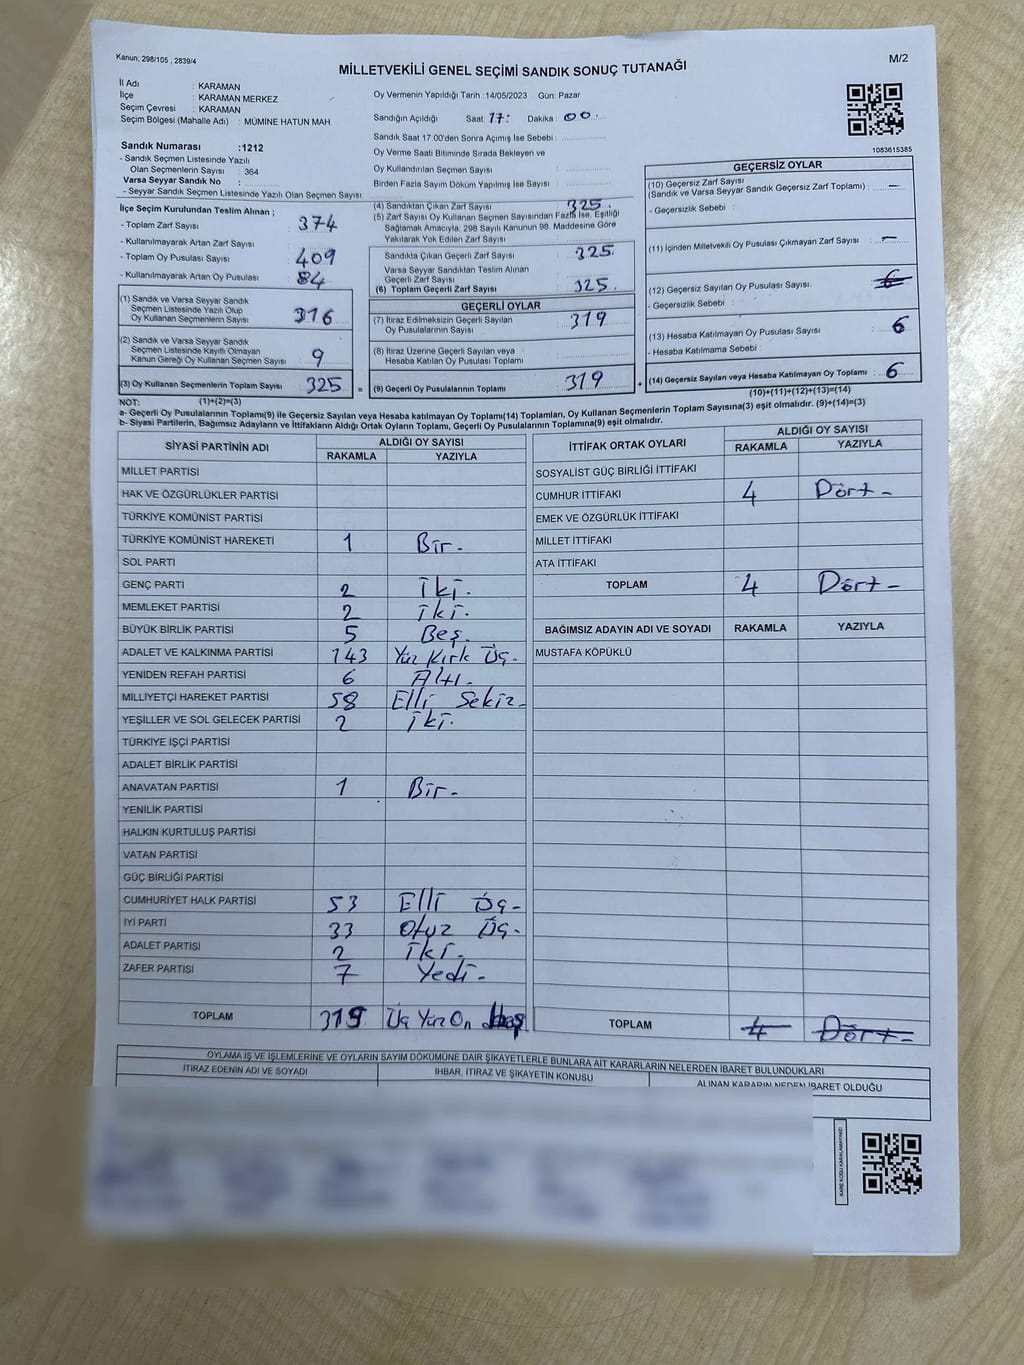 Kanun; 298/105 , 2839/4
MİLLETVEKİLİ GENEL SEÇİMİ SANDIK SONUÇ TUTANAĞI
M/2
İl Adı : KARAMAN
İlçe : KARAMAN MERKEZ
Seçim Çevresi : KARAMAN
Seçim Bölgesi (Mahalle Adı) : MÜMİNE HATUN MAH.
Oy Vermenin Yapıldığı Tarih : 14/05/2023 Gün: Pazar
Sandığın Açıldığı Saat: 17: Dakika: 00
Sandık Saat 17.00'den Sonra Açımış İse Sebebi :
Oy Verme Saati Bitiminde Sırada Bekleyen ve
Oy Kullandırılan Seçmen Sayısı :
Birden Fazla Sayım Döküm Yapılmış İse Sayısı :
1083615385
Sandık Numarası :1212
- Sandık Seçmen Listesinde Yazılı
Olan Seçmenlerin Sayısı : 364
Varsa Seyyar Sandık No :
- Seyyar Sandık Seçmen Listesinde Yazılı Olan Seçmen Sayısı
İlçe Seçim Kurulundan Teslim Alınan ;
- Toplam Zarf Sayısı : 374
- Kullanılmayarak Artan Zarf Sayısı :
- Toplam Oy Pusulası Sayısı : 409
- Kullanılmayarak Artan Oy Pusulası : 84
(1) Sandık ve Varsa Seyyar Sandık
Seçmen Listesinde Yazılı Olup
Oy Kullanan Seçmenlerin Sayısı : 316
(2) Sandık ve Varsa Seyyar Sandık
Seçmen Listesinde Kayıtlı Olmayan
Kanun Gereği Oy Kullanan Seçmen Sayısı : 9
(3) Oy Kullanan Seçmenlerin Toplam Sayısı : 325
(4) Sandıktan Çıkan Zarf Sayısı : 325
(5) Zarf Sayısı Oy Kullanan Seçmen Sayısından Fazla İse, Eşitliği
Sağlamak Amacıyla, 298 Sayılı Kanunun 98. Maddesine Göre
Yakılarak Yok Edilen Zarf Sayısı :
Sandıkta Çıkan Geçerli Zarf Sayısı : 325
Varsa Seyyar Sandıktan Teslim Alınan
Geçerli Zarf Sayısı :
(6) Toplam Geçerli Zarf Sayısı : 325
GEÇERLİ OYLAR
(7) İtiraz Edilmeksizin Geçerli Sayılan
Oy Pusulalarının Sayısı : 319
(8) İtiraz Üzerine Geçerli Sayılan veya
Hesaba Katılan Oy Pusulalarının Sayısı :
= (9) Geçerli Oy Pusulalarının Toplamı : 319 +
GEÇERSİZ OYLAR
(10) Geçersiz Zarf Sayısı : -
(Sandık ve Varsa Seyyar Sandık Geçersiz Zarf Toplamı)
- Geçersizlik Sebebi :
(11) İçinden Milletvekili Oy Pusulası Çıkmayan Zarf Sayısı : -
(12) Geçersiz Sayılan Oy Pusulası Sayısı. : 6
- Geçersizlik Sebebi :
(13) Hesaba Katılmayan Oy Pusulası Sayısı : 6
- Hesaba Katılmama Sebebi :
(14) Geçersiz Sayılan veya Hesaba Katılmayan Oy Toplamı : 6
NOT: (1)+(2)=(3)
(10)+(11)+(12)+(13)=(14)
a- Geçerli Oy Pusulalarının Toplamı(9) ile Geçersiz Sayılan veya Hesaba katılmayan Oy Toplamı(14) Toplamları, Oy Kullanan Seçmenlerin Toplam Sayısına(3) eşit olmalıdır. (9)+(14)=(3)
b- Siyasi Partilerin, Bağımsız Adayların ve İttifakların Aldığı Ortak Oyların Toplamı, Geçerli Oy Pusulalarının Toplamına(9) eşit olmalıdır.
SİYASİ PARTİNİN ADI ALDIĞI OY SAYISI
RAKAMLA YAZIYLA
MİLLET PARTİSİ
HAK VE ÖZGÜRLÜKLER PARTİSİ
TÜRKİYE KOMÜNİST PARTİSİ
TÜRKİYE KOMÜNİST HAREKETİ 1 Bir -
SOL PARTİ
GENÇ PARTİ 2 İki.
MEMLEKET PARTİSİ 2 iki.
BÜYÜK BİRLİK PARTİSİ 5 Beş.
ADALET VE KALKINMA PARTİSİ 143 Yüz Kırk Üç-
YENİDEN REFAH PARTİSİ 6 Altı.
MİLLİYETÇİ HAREKET PARTİSİ 58 Elli Sekiz-
YEŞİLLER VE SOL GELECEK PARTİSİ 2 iki.
TÜRKİYE İŞÇİ PARTİSİ
ADALET BİRLİK PARTİSİ
ANAVATAN PARTİSİ 1 Bir -
YENİLİK PARTİSİ
HALKIN KURTULUŞ PARTİSİ
VATAN PARTİSİ
GÜÇ BİRLİĞİ PARTİSİ
CUMHURİYET HALK PARTİSİ 53 Elli Üç-
İYİ PARTİ 33 Otuz Üç-
ADALET PARTİSİ 2 iki.
ZAFER PARTİSİ 7 Yedi-
TOPLAM Üç Yüz On
İTTİFAK ORTAK OYLARI ALDIĞI OY SAYISI
RAKAMLA YAZIYLA
SOSYALİST GÜÇ BİRLİĞİ İTTİFAKI
CUMHUR İTTİFAKI 4 Dört -
EMEK VE ÖZGÜRLÜK İTTİFAKI
MİLLET İTTİFAKI
ATA İTTİFAKI
TOPLAM 4 Dört -
BAĞIMSIZ ADAYIN ADI VE SOYADI RAKAMLA YAZIYLA
MUSTAFA KÖPÜKLÜ
TOPLAM 4 Dört-
OYLAMA İŞ VE İŞLEMLERİNE VE OYLARIN SAYIM DÖKÜMÜNE DAİR ŞİKAYETLERLE BUNLARA AİT KARARLARIN NELERDEN İBARET BULUNDUKLARI
İTİRAZ EDENİN ADI VE SOYADI İHBAR, İTİRAZ VE ŞİKAYETİN KONUSU ALINAN KARARIN NEDEN İBARET OLDUĞU
KARE KODU KARALAMAYINIZ!